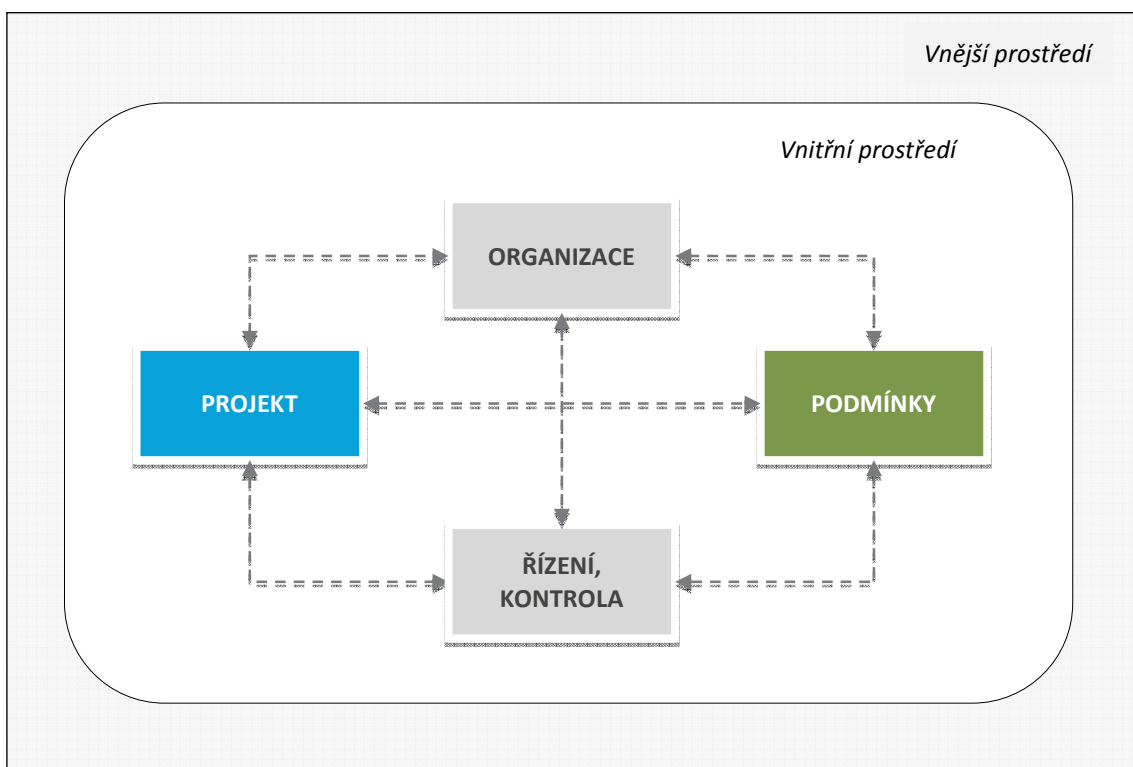 Vnější prostředí
Vnitřní prostředí
ORGANIZACE
PROJEKT
PODMÍNKY
ŘÍZENÍ,
KONTROLA